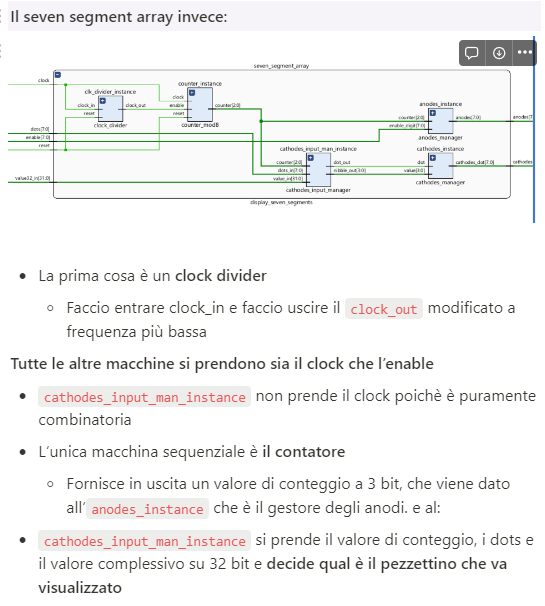 Il seven segment array invece:
seven_segment_array
clock
clk_divider_instance
clock_in
reset
clock_out
clock_divider
counter_instance
clock
enable
reset
counter[2:0]
counter_mod8
anodes_instance
counter[2:0]
enable_digit[7:0]
anodes[7:0]
anodes_manager
anodes[7
dots[7:0]
enable[7:0]
reset
value32_in[31:0]
cathodes_input_man_instance
counter[2:0]
dots_in[7:0]
value_in[31:0]
dot_out
nibble_out[3:0]
cathodes_input_manager
cathodes_instance
dot
value[3:0]
cathodes_dot[7:0]
cathodes_manager
cathodes
display_seven_segments
• La prima cosa è un clock divider
◦ Faccio entrare clock_in e faccio uscire il clock_out modificato a
frequenza più bassa
Tutte le altre macchine si prendono sia il clock che l'enable
• cathodes_input_man_instance non prende il clock poichè è puramente
combinatoria
• L'unica macchina sequenziale è il contatore
◦ Fornisce in uscita un valore di conteggio a 3 bit, che viene dato
all'anodes_instance che è il gestore degli anodi. e al:
• cathodes_input_man_instance si prende il valore di conteggio, i dots e
il valore complessivo su 32 bit e decide qual è il pezzettino che va
visualizzato